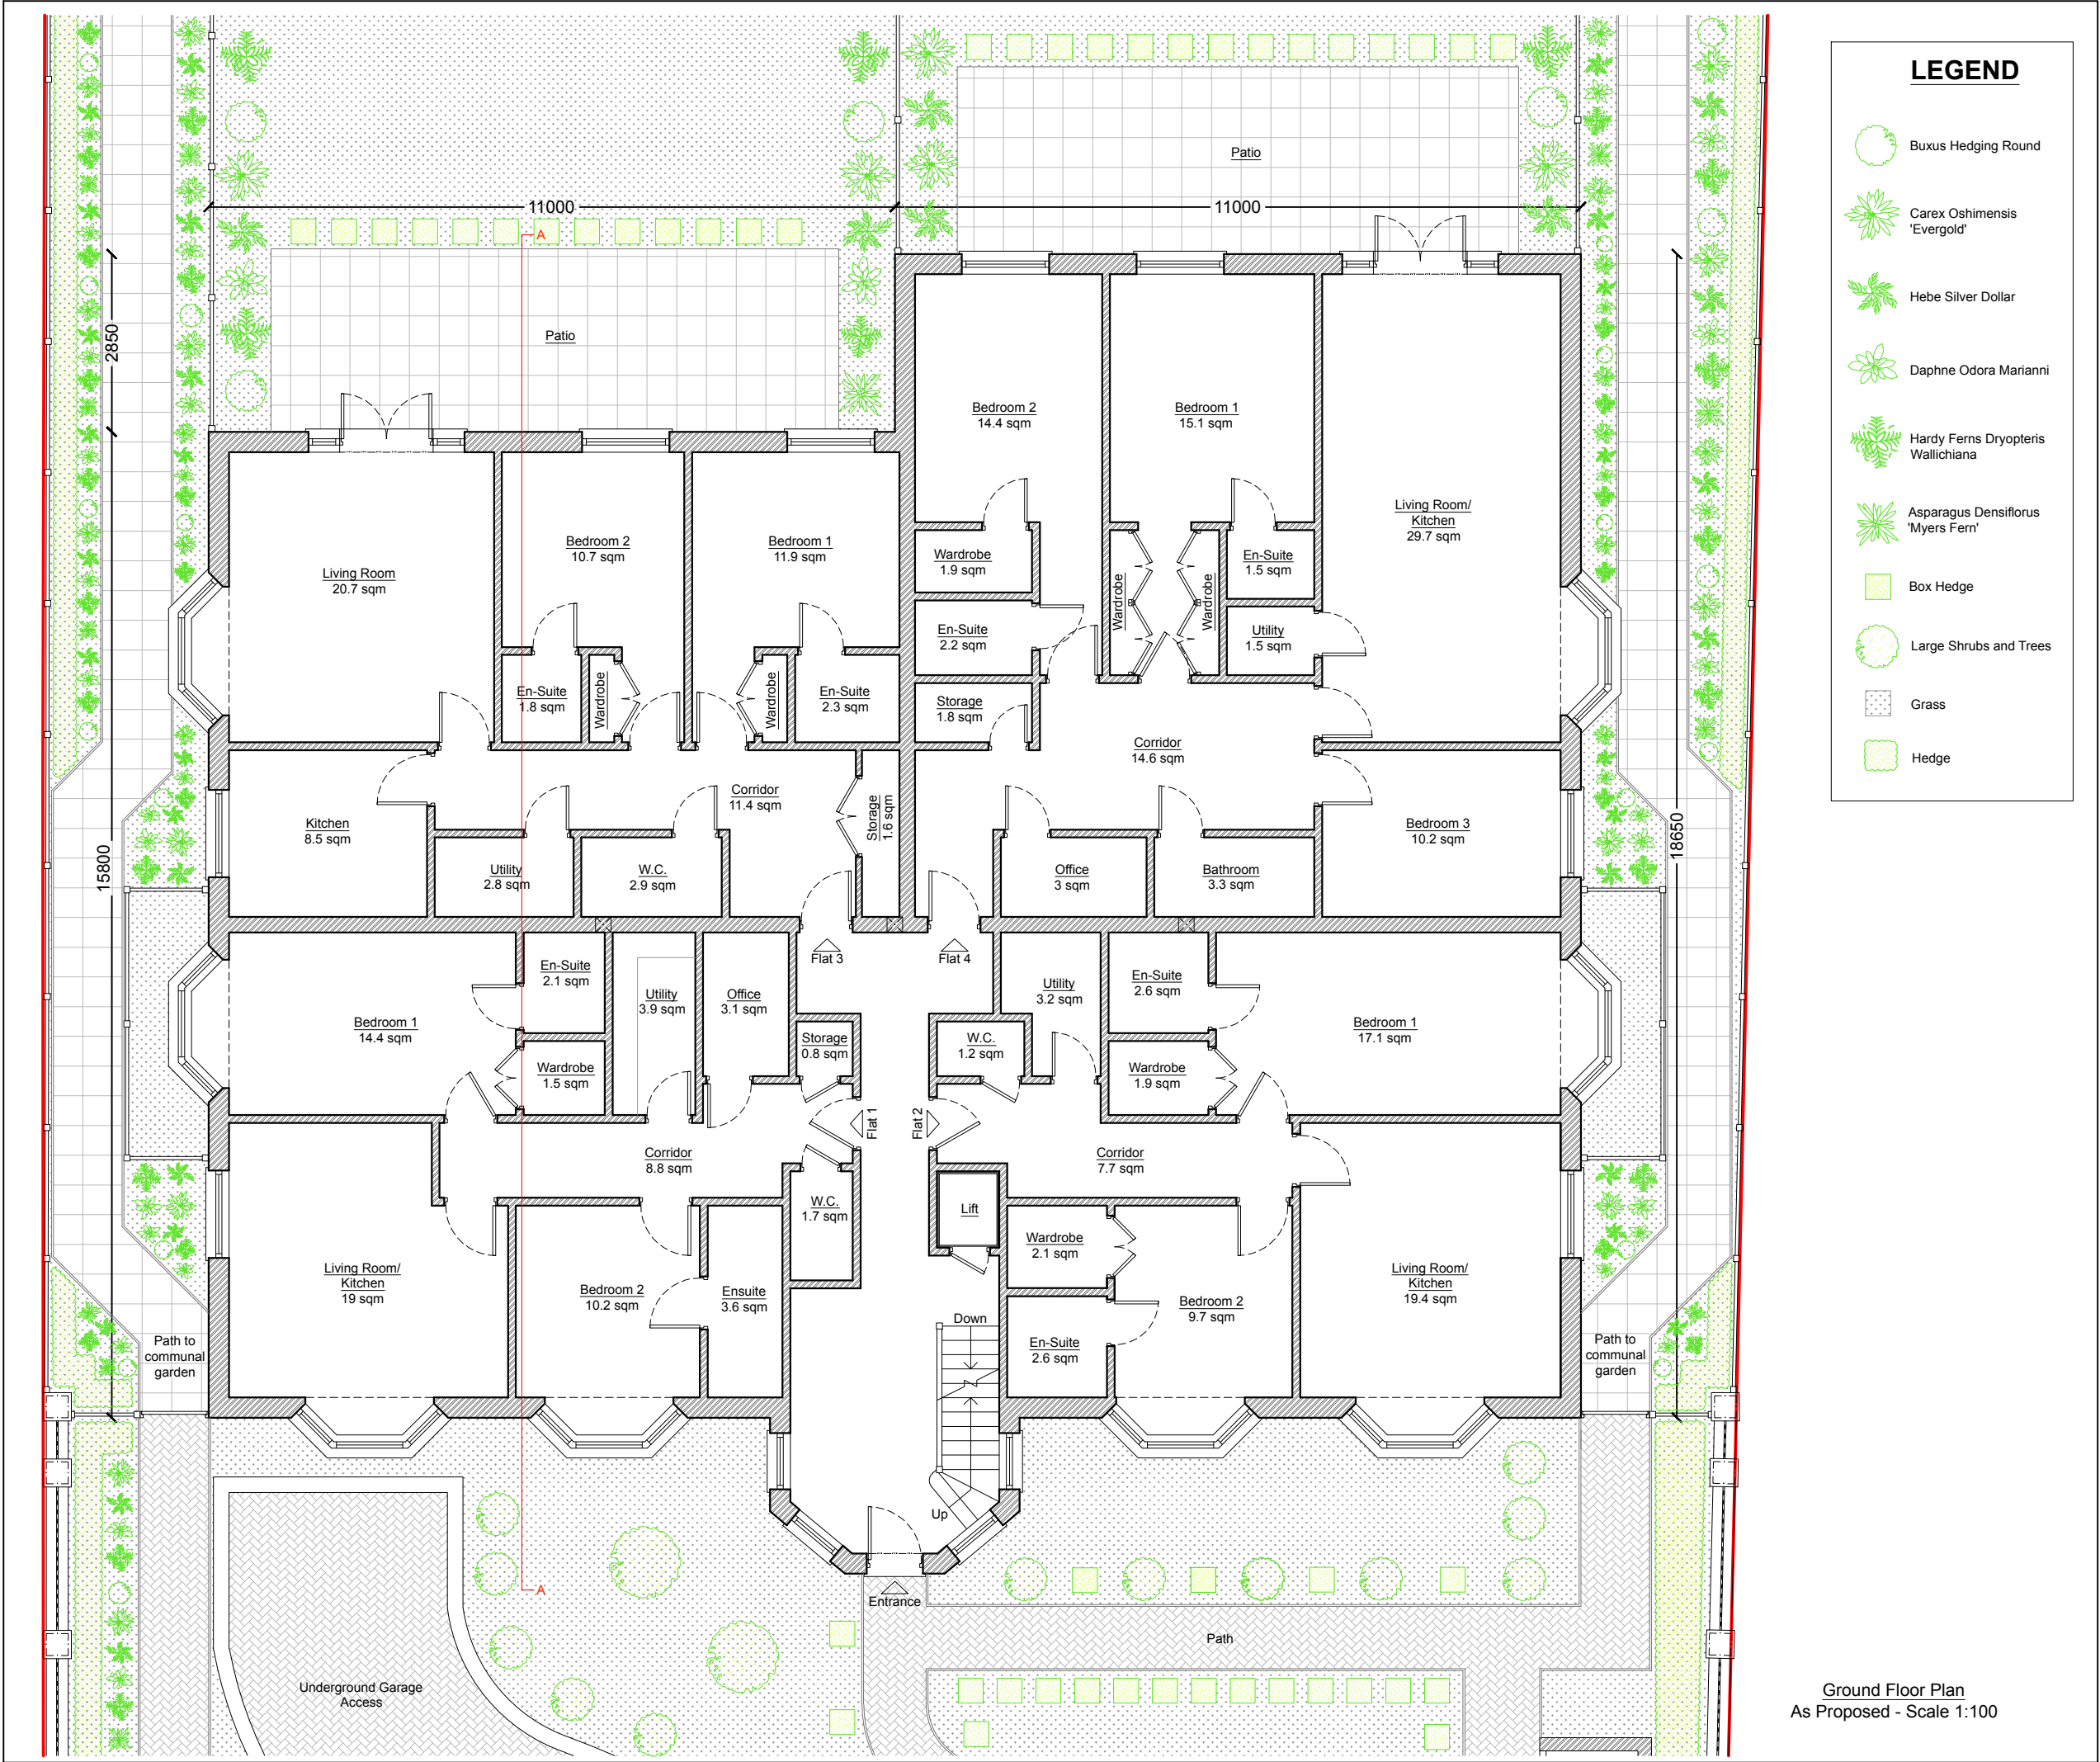 LEGEND
Buxus Hedging Round
Carex Oshimensis
'Evergold'
Hebe Silver Dollar
Daphne Odora Marianni
Hardy Ferns Dryopteris
Wallichiana
Asparagus Densiflorus
'Myers Fern'
Box Hedge
Large Shrubs and Trees
Grass
Hedge
Patio
11000
11000
A
2850
Patio
Bedroom 2
14.4 sqm
Bedroom 1
15.1 sqm
Living Room/
Kitchen
29.7 sqm
Living Room
20.7 sqm
Bedroom 2
10.7 sqm
Bedroom 1
11.9 sqm
Wardrobe
1.9 sqm
Wardrobe
Wardrobe
En-Suite
1.5 sqm
En-Suite
2.2 sqm
Utility
1.5 sqm
En-Suite
1.8 sqm
Wardrobe
Wardrobe
En-Suite
2.3 sqm
Storage
1.8 sqm
Corridor
14.6 sqm
Corridor
11.4 sqm
Storage
1.6 sqm
Kitchen
8.5 sqm
Bedroom 3
10.2 sqm
15800
18650
Utility
2.8 sqm
W.C.
2.9 sqm
Office
3 sqm
Bathroom
3.3 sqm
Flat 3
Flat 4
En-Suite
2.1 sqm
Utility
3.9 sqm
Office
3.1 sqm
Utility
3.2 sqm
En-Suite
2.6 sqm
Bedroom 1
14.4 sqm
Bedroom 1
17.1 sqm
Storage
0.8 sqm
W.C.
1.2 sqm
Wardrobe
1.5 sqm
Wardrobe
1.9 sqm
Flat 1
Flat 2
Corridor
8.8 sqm
Corridor
7.7 sqm
W.C.
1.7 sqm
Lift
Wardrobe
2.1 sqm
Living Room/
Kitchen
19 sqm
Bedroom 2
10.2 sqm
Ensuite
3.6 sqm
Living Room/
Kitchen
19.4 sqm
Bedroom 2
9.7 sqm
Down
En-Suite
2.6 sqm
Path to
communal
garden
Path to
communal
garden
Up
A
Entrance
Path
Underground Garage
Access
Ground Floor Plan
As Proposed - Scale 1:100